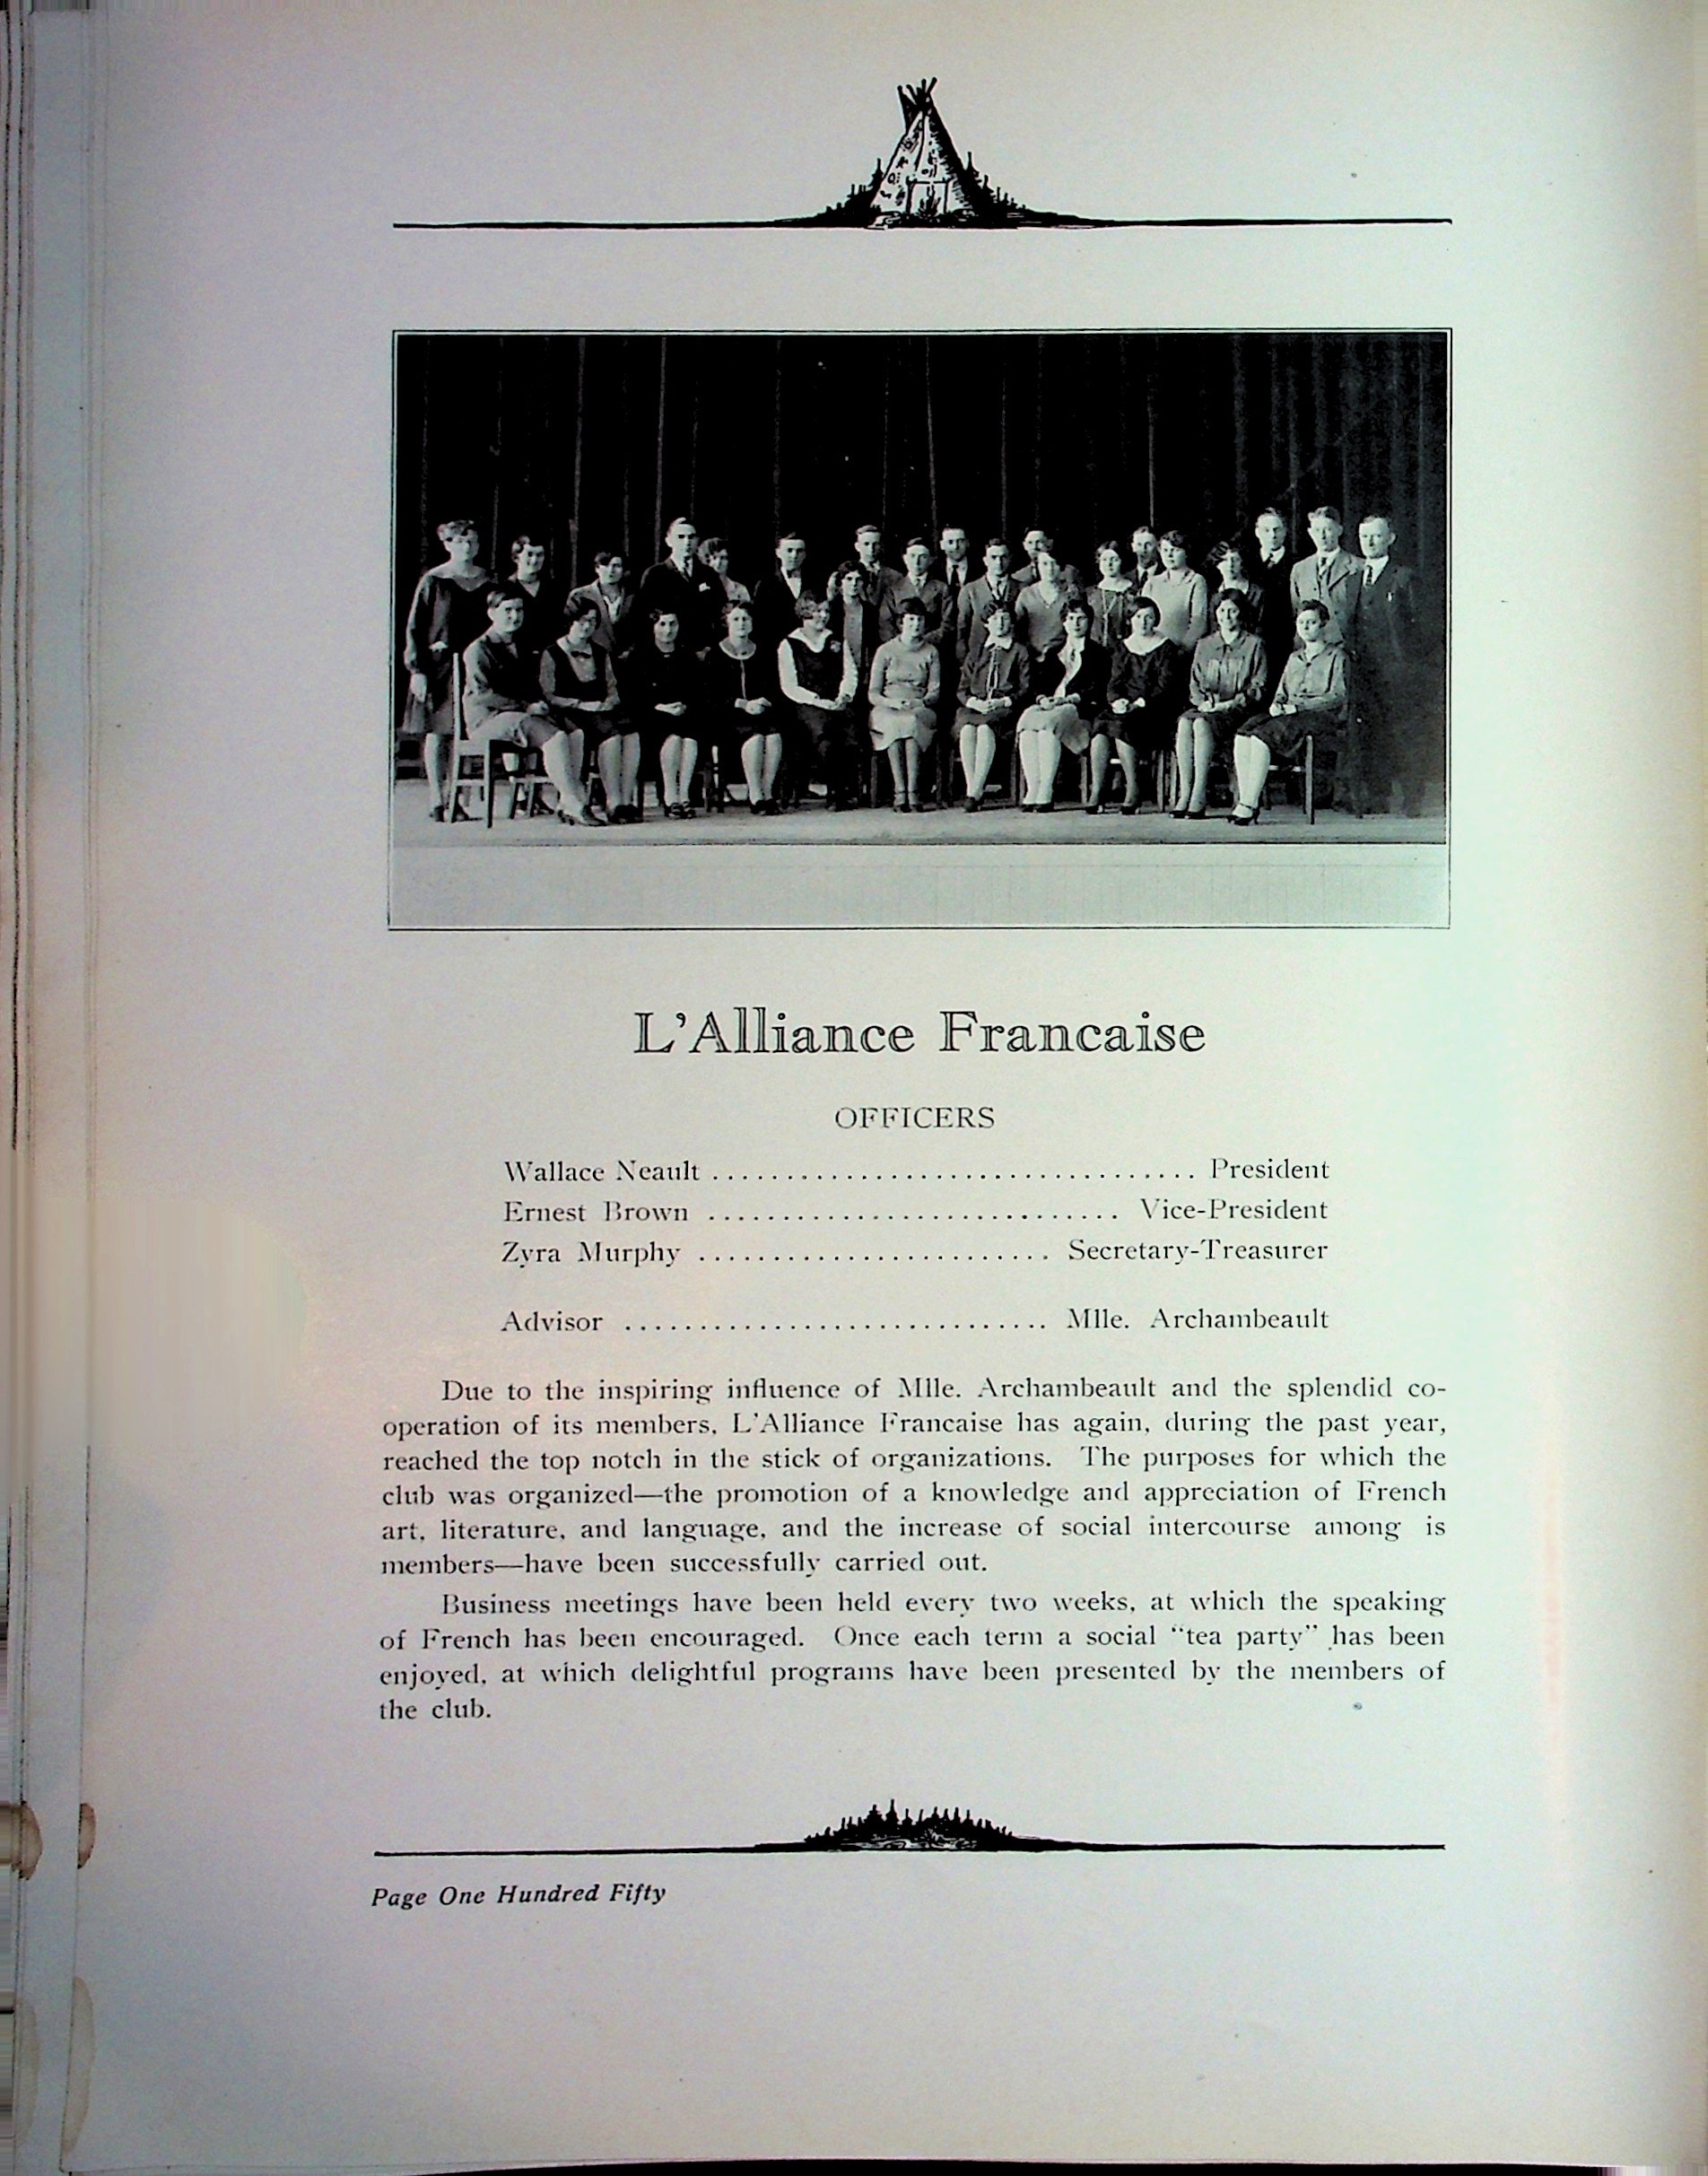 L'Alliance Francaise
OFFICERS
Wallace Neault .................................. President
Ernest Brown ............................. Vice-President
Zyra Murphy ......................... Secretary-Treasurer
Advisor .............................. Mlle. Archambeault
Due to the inspiring influence of Mlle. Archambeault and the splendid co-
operation of its members, L'Alliance Francaise has again, during the past year,
reached the top notch in the stick of organizations. The purposes for which the
club was organized—the promotion of a knowledge and appreciation of French
art, literature, and language, and the increase of social intercourse among is
members—have been successfully carried out.
Business meetings have been held every two weeks, at which the speaking
of French has been encouraged. Once each term a social "tea party" has been
enjoyed, at which delightful programs have been presented by the members of
the club.
Page One Hundred Fifty